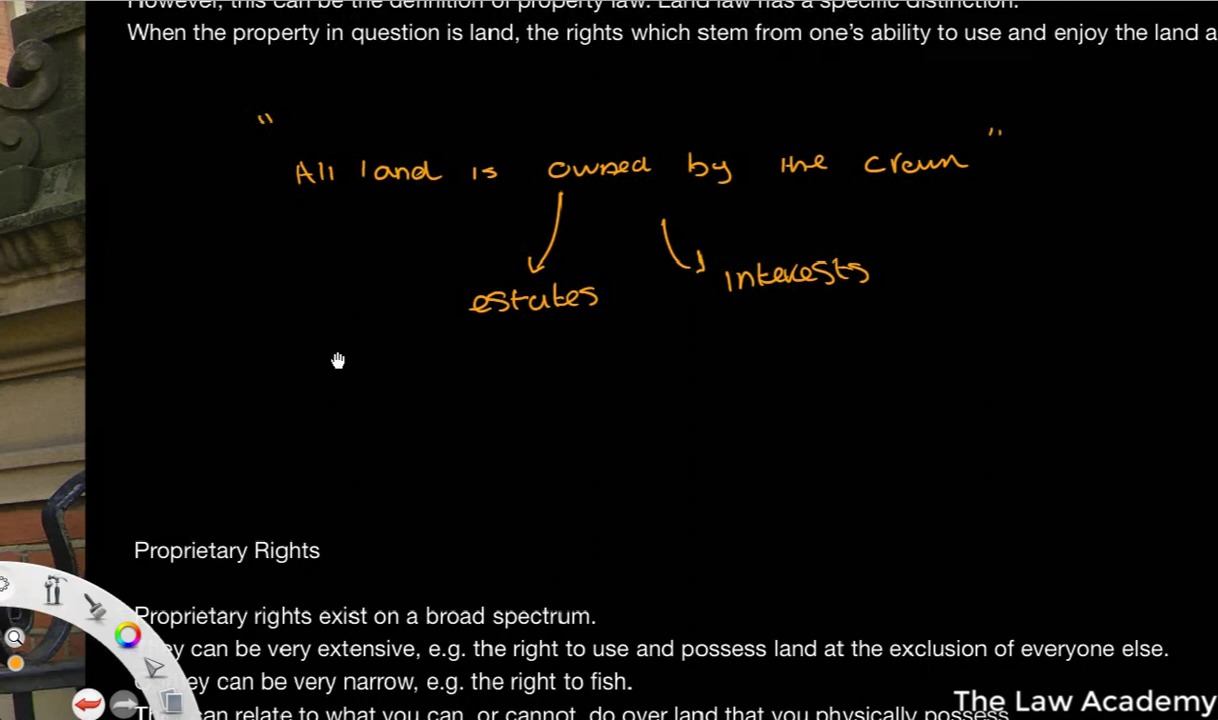 However, this can be the definition of property law. Land law has a specific distinction.
When the property in question is land, the rights which stem from one's ability to use and enjoy the land a
"All land is owned by the crown"
estates
interests
Proprietary Rights
Proprietary rights exist on a broad spectrum.
They can be very extensive, e.g. the right to use and possess land at the exclusion of everyone else.
they can be very narrow, e.g. the right to fish.
can relate to what you can, or cannot, do over land that you physically possess
The Law Academy